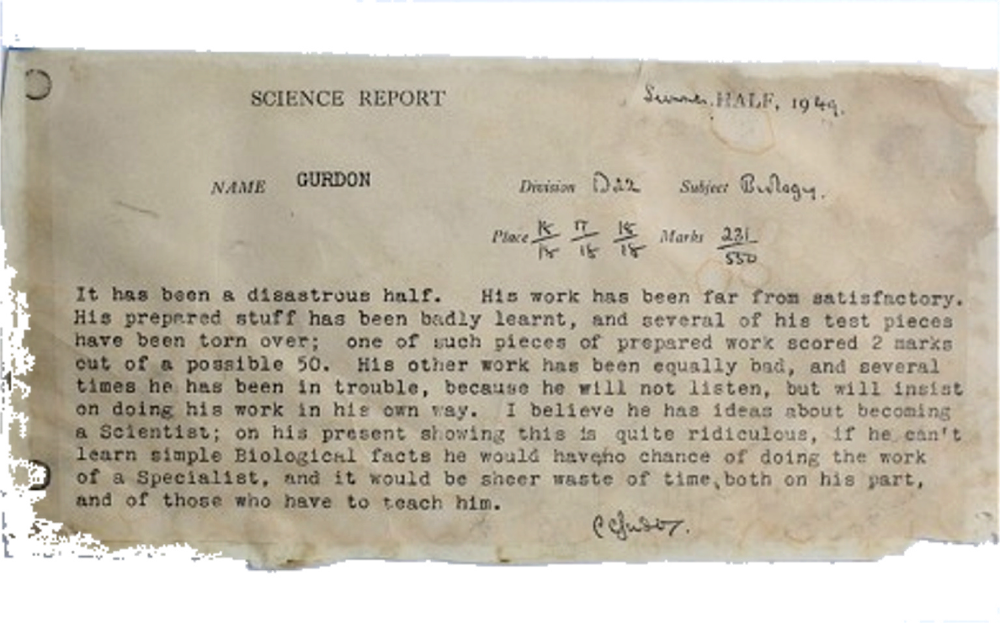 SCIENCE REPORT Summer HALF, 1949.
NAME GURDON Division D22 Subject Biology.
Place 18/18 17/18 18/18 Marks 231/550
It has been a disastrous half. His work has been far from satisfactory.
His prepared stuff has been badly learnt, and several of his test pieces
have been torn over; one of such pieces of prepared work scored 2 marks
out of a possible 50. His other work has been equally bad, and several
times he has been in trouble, because he will not listen, but will insist
on doing his work in his own way. I believe he has ideas about becoming
a Scientist; on his present showing this is quite ridiculous, if he can't
learn simple Biological facts he would have no chance of doing the work
of a Specialist, and it would be sheer waste of time, both on his part,
and of those who have to teach him.